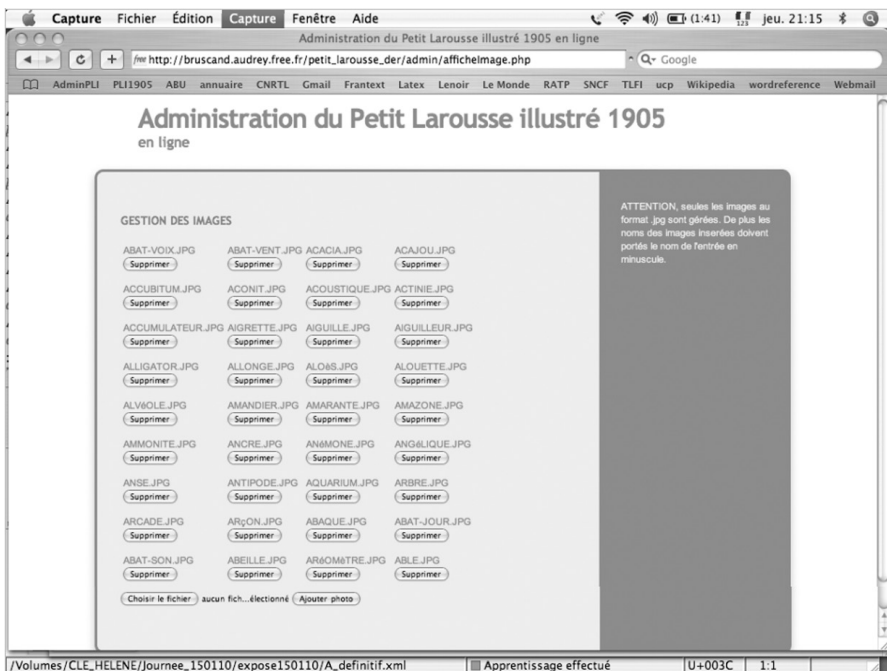 Capture Fichier Édition Capture Fenêtre Aide (1:41) jeu. 21:15
Administration du Petit Larousse illustré 1905 en ligne
http://bruscand.audrey.free.fr/petit_larousse_der/admin/afficheImage.php Google
AdminPLI PLI1905 ABU annuaire CNRTL Gmail Frantext Latex Lenoir Le Monde RATP SNCF TLFI ucp Wikipedia wordreference Webmail
Administration du Petit Larousse illustré 1905
en ligne
GESTION DES IMAGES
ABAT-VOIX.JPG ABAT-VENT.JPG ACACIA.JPG ACAJOU.JPG
Supprimer Supprimer Supprimer Supprimer
ACCUBITUM.JPG ACONIT.JPG ACOUSTIQUE.JPG ACTINIE.JPG
Supprimer Supprimer Supprimer Supprimer
ACCUMULATEUR.JPG AIGRETTE.JPG AIGUILLE.JPG AIGUILLEUR.JPG
Supprimer Supprimer Supprimer Supprimer
ALLIGATOR.JPG ALLONGE.JPG ALOèS.JPG ALOUETTE.JPG
Supprimer Supprimer Supprimer Supprimer
ALVéOLE.JPG AMANDIER.JPG AMARANTE.JPG AMAZONE.JPG
Supprimer Supprimer Supprimer Supprimer
AMMONITE.JPG ANCRE.JPG ANéMONE.JPG ANGéLIQUE.JPG
Supprimer Supprimer Supprimer Supprimer
ANSE.JPG ANTIPODE.JPG AQUARIUM.JPG ARBRE.JPG
Supprimer Supprimer Supprimer Supprimer
ARCADE.JPG ARçON.JPG ABAQUE.JPG ABAT-JOUR.JPG
Supprimer Supprimer Supprimer Supprimer
ABAT-SON.JPG ABEILLE.JPG ARéOMèTRE.JPG ABLE.JPG
Supprimer Supprimer Supprimer Supprimer
Choisir le fichier aucun fich...électionné Ajouter photo
ATTENTION, seules les images au
format .jpg sont gérées. De plus les
noms des images inserées doivent
portés le nom de l'entrée en
minuscule.
/Volumes/CLE_HELENE/Journee_150110/expose150110/A_definitif.xml Apprentissage effectué U+003C 1:1